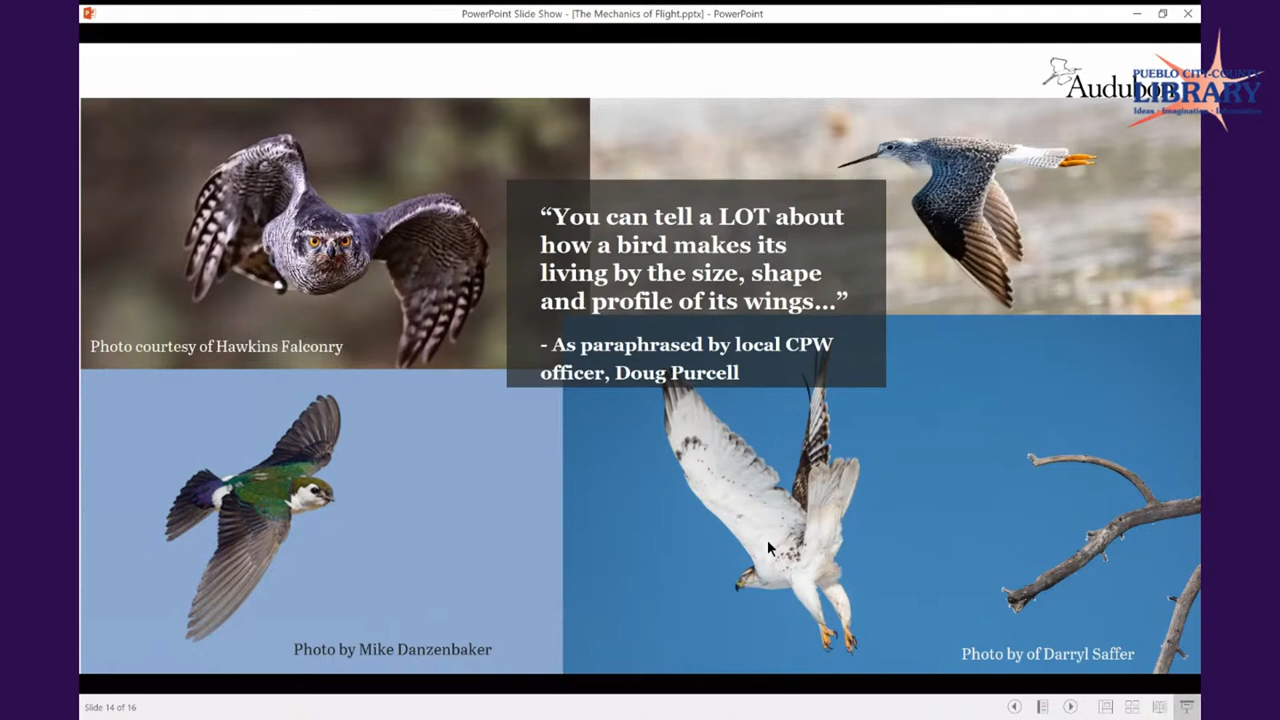 PowerPoint Slide Show - [The Mechanics of Flight.pptx] - PowerPoint
Audubon
PUEBLO CITY-COUNTY
LIBRARY
Ideas · Imagination · Information
“You can tell a LOT about
how a bird makes its
living by the size, shape
and profile of its wings...”
- As paraphrased by local CPW
officer, Doug Purcell
Photo courtesy of Hawkins Falconry
Photo by Mike Danzenbaker
Photo by of Darryl Saffer
Slide 14 of 16